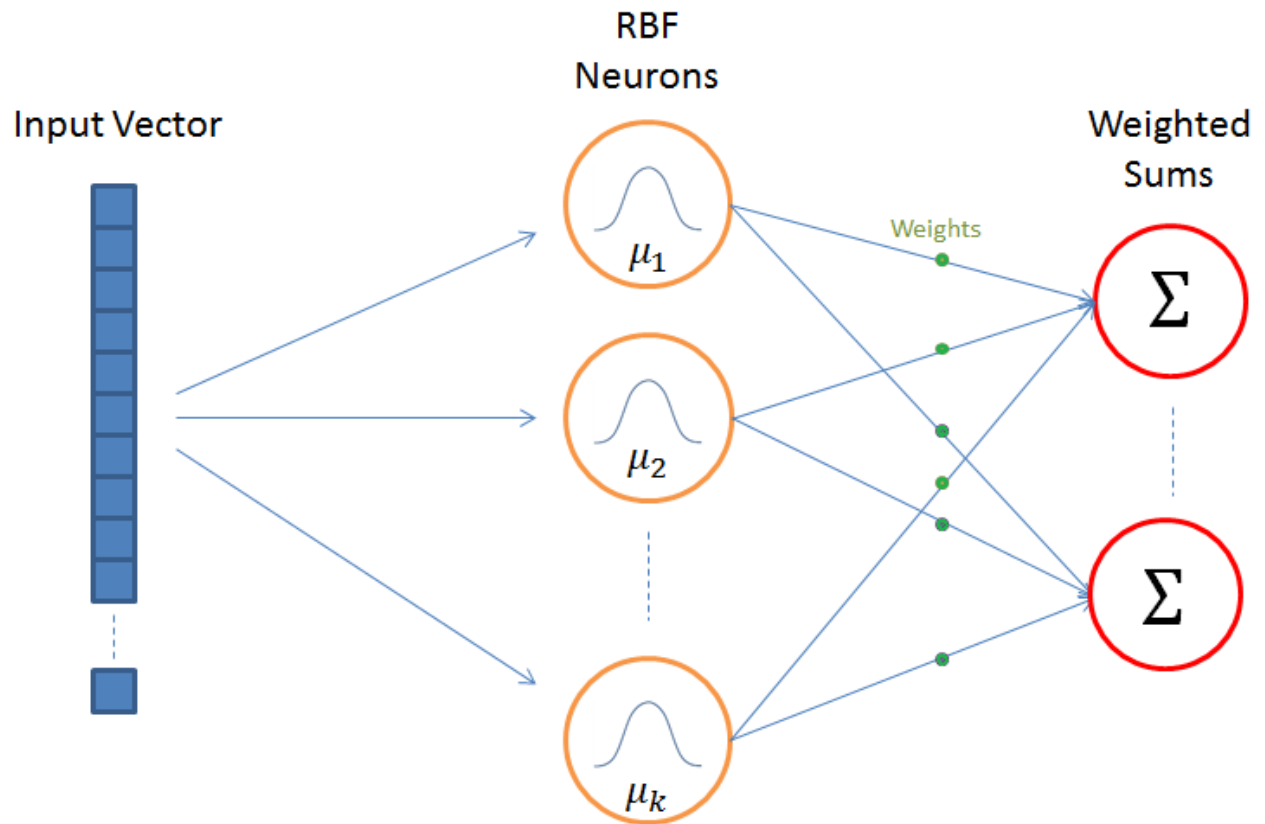 RBF
Neurons
Input Vector
Weighted
Sums
Weights
μ₁
Σ
μ₂
Σ
μₖ